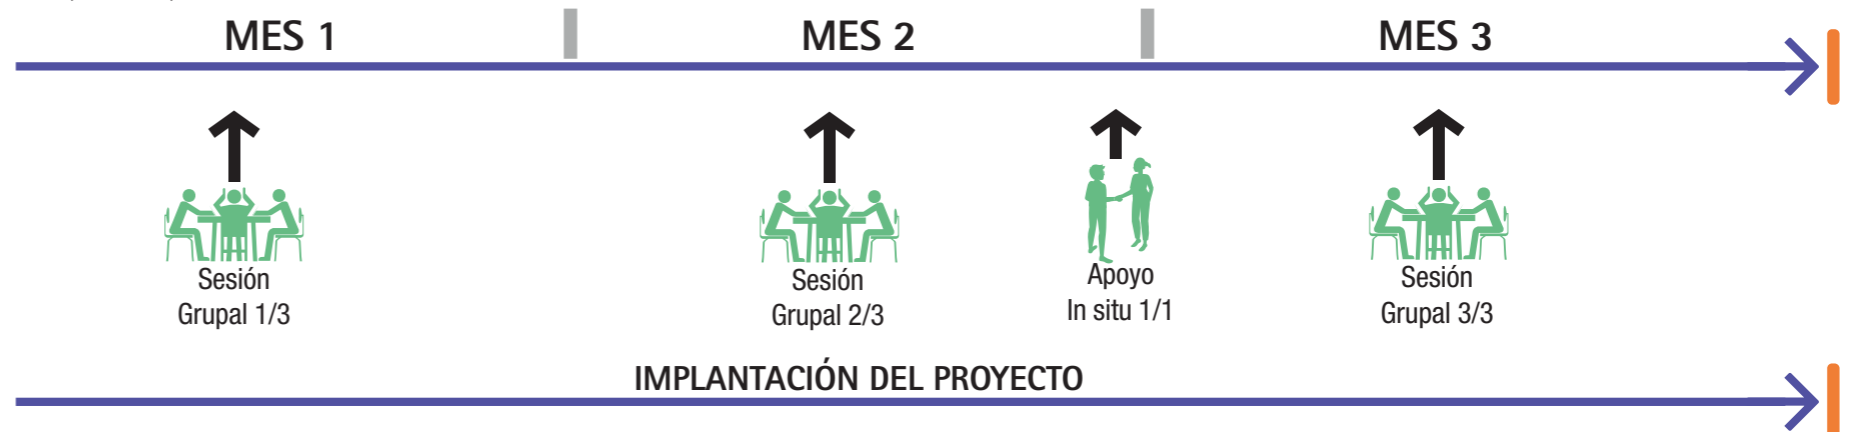 MES 1
MES 2
MES 3
Sesión
Grupal 1/3
Sesión
Grupal 2/3
Apoyo
In situ 1/1
Sesión
Grupal 3/3
IMPLANTACIÓN DEL PROYECTO